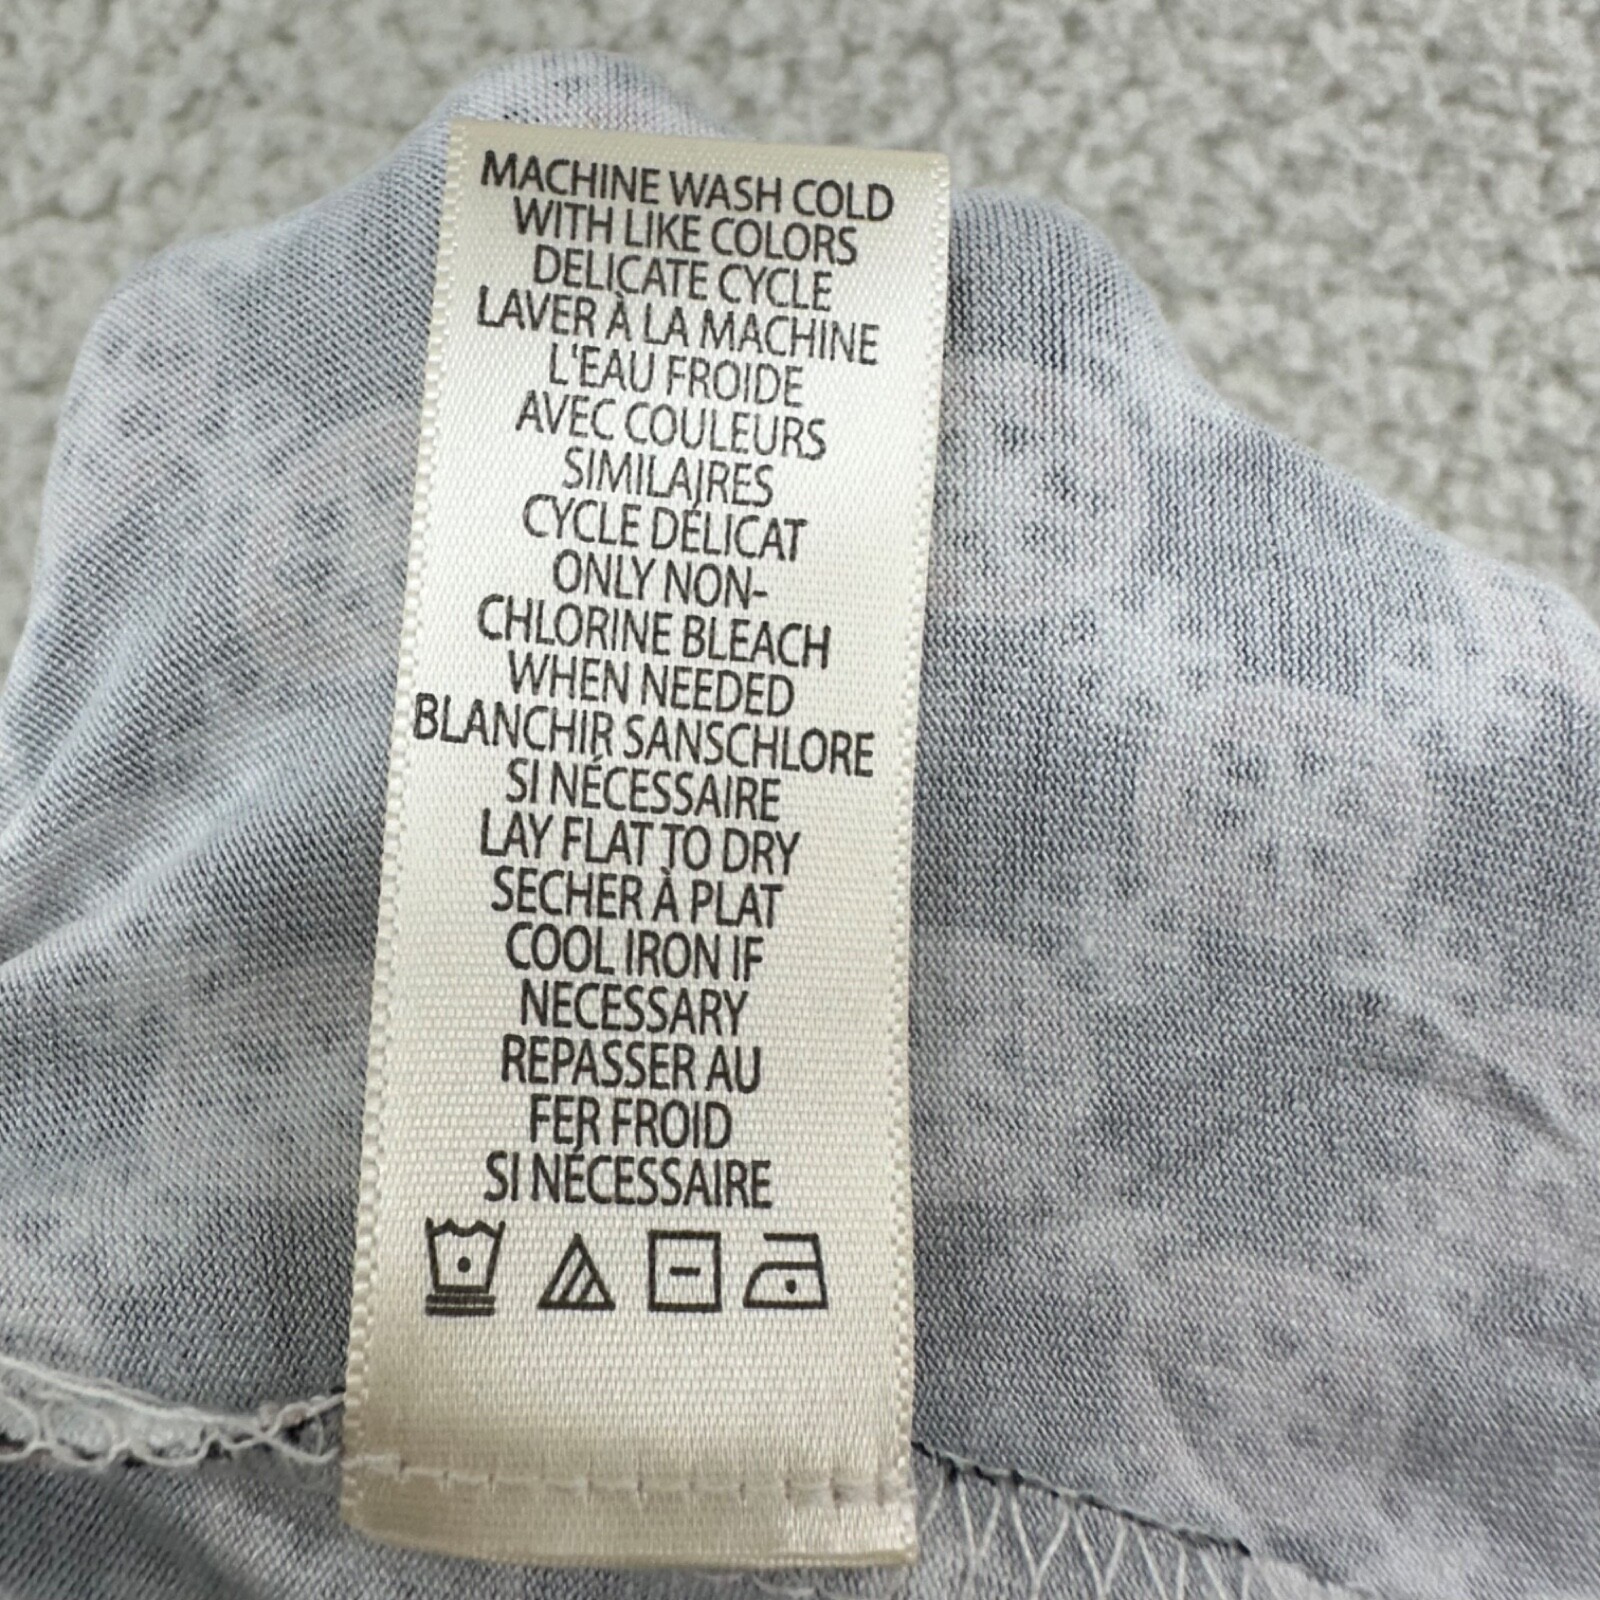 MACHINE WASH COLD
WITH LIKE COLORS
DELICATE CYCLE
LAVER À LA MACHINE
L'EAU FROIDE
AVEC COULEURS
SIMILAIRES
CYCLE DÉLICAT
ONLY NON-
CHLORINE BLEACH
WHEN NEEDED
BLANCHIR SANSCHLORE
SI NÉCESSAIRE
LAY FLAT TO DRY
SECHER À PLAT
COOL IRON IF
NECESSARY
REPASSER AU
FER FROID
SI NÉCESSAIRE